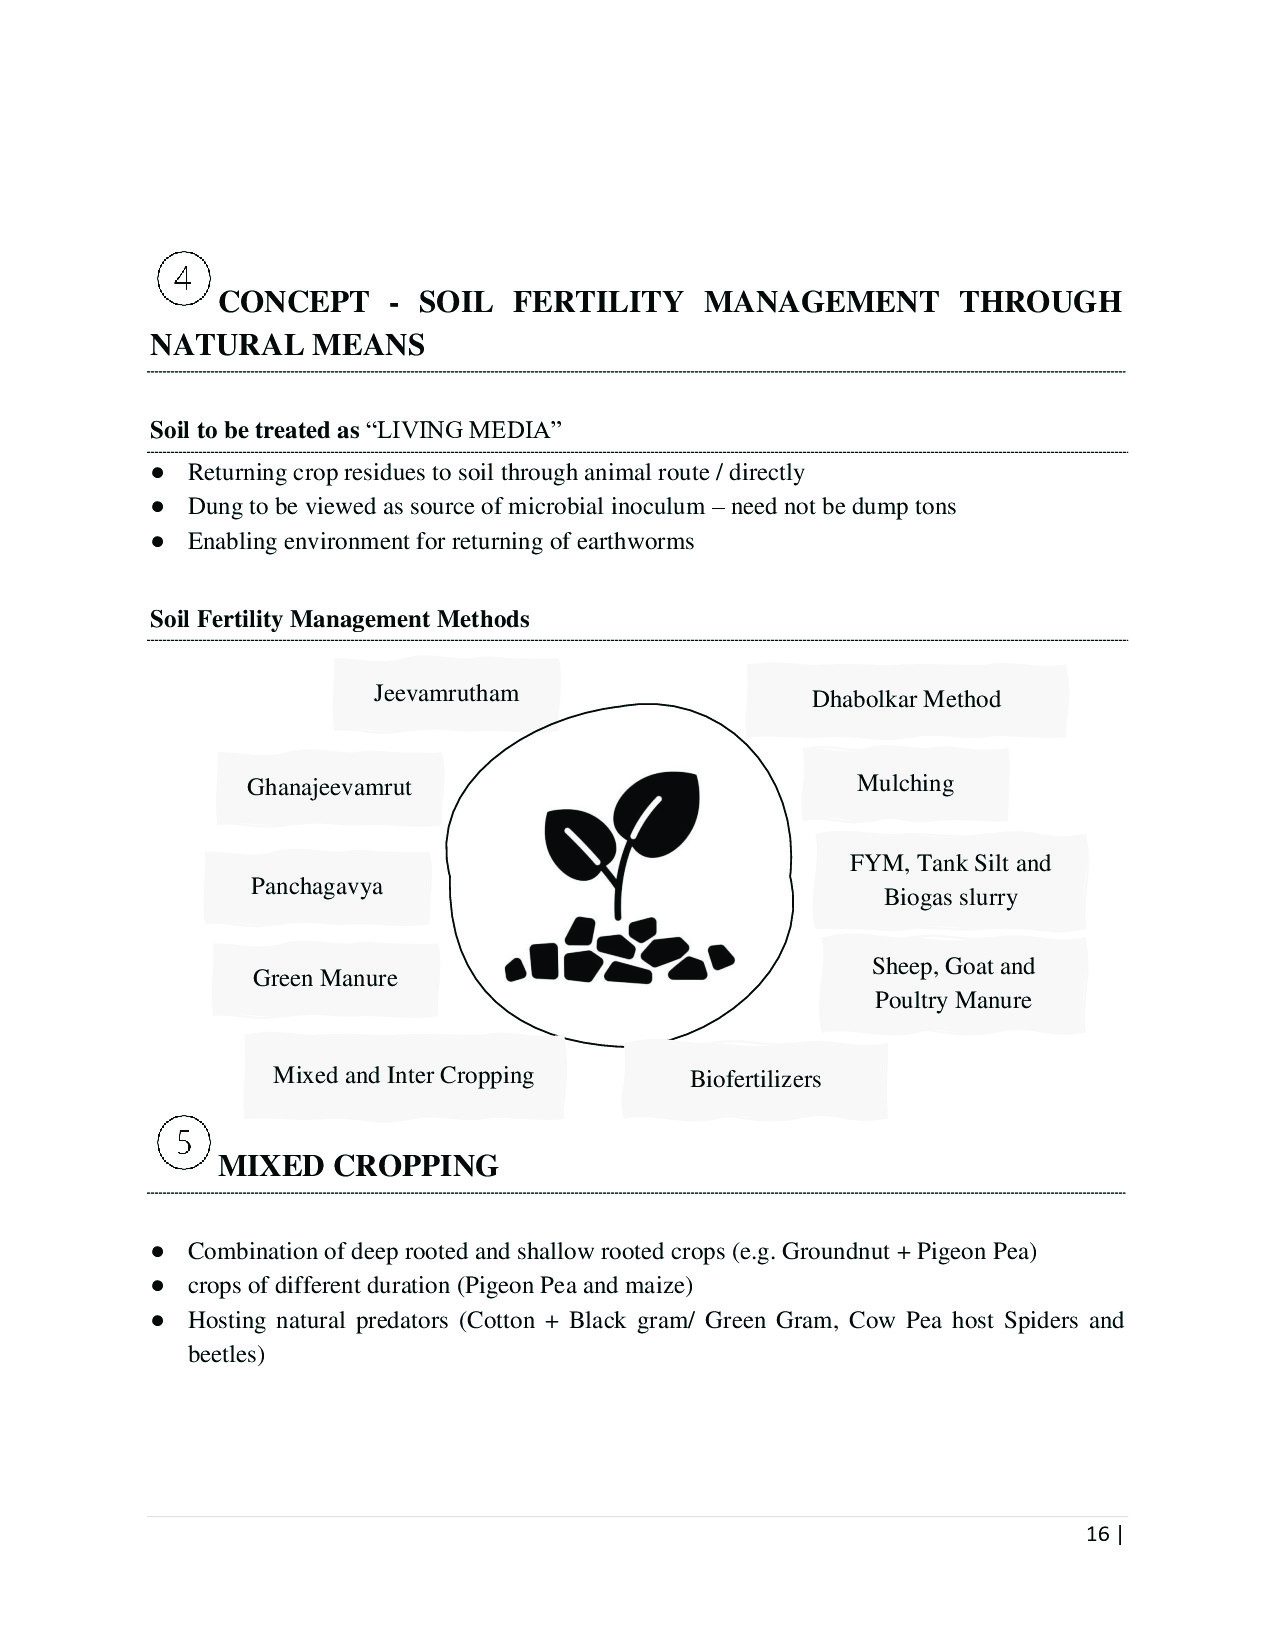 4
CONCEPT - SOIL FERTILITY MANAGEMENT THROUGH
NATURAL MEANS
Soil to be treated as “LIVING MEDIA”
● Returning crop residues to soil through animal route / directly
● Dung to be viewed as source of microbial inoculum – need not be dump tons
● Enabling environment for returning of earthworms
Soil Fertility Management Methods
Jeevamrutham
Dhabolkar Method
Ghanajeevamrut
Mulching
Panchagavya
FYM, Tank Silt and
Biogas slurry
Green Manure
Sheep, Goat and
Poultry Manure
Mixed and Inter Cropping
Biofertilizers
5
MIXED CROPPING
● Combination of deep rooted and shallow rooted crops (e.g. Groundnut + Pigeon Pea)
● crops of different duration (Pigeon Pea and maize)
● Hosting natural predators (Cotton + Black gram/ Green Gram, Cow Pea host Spiders and
beetles)
16 |